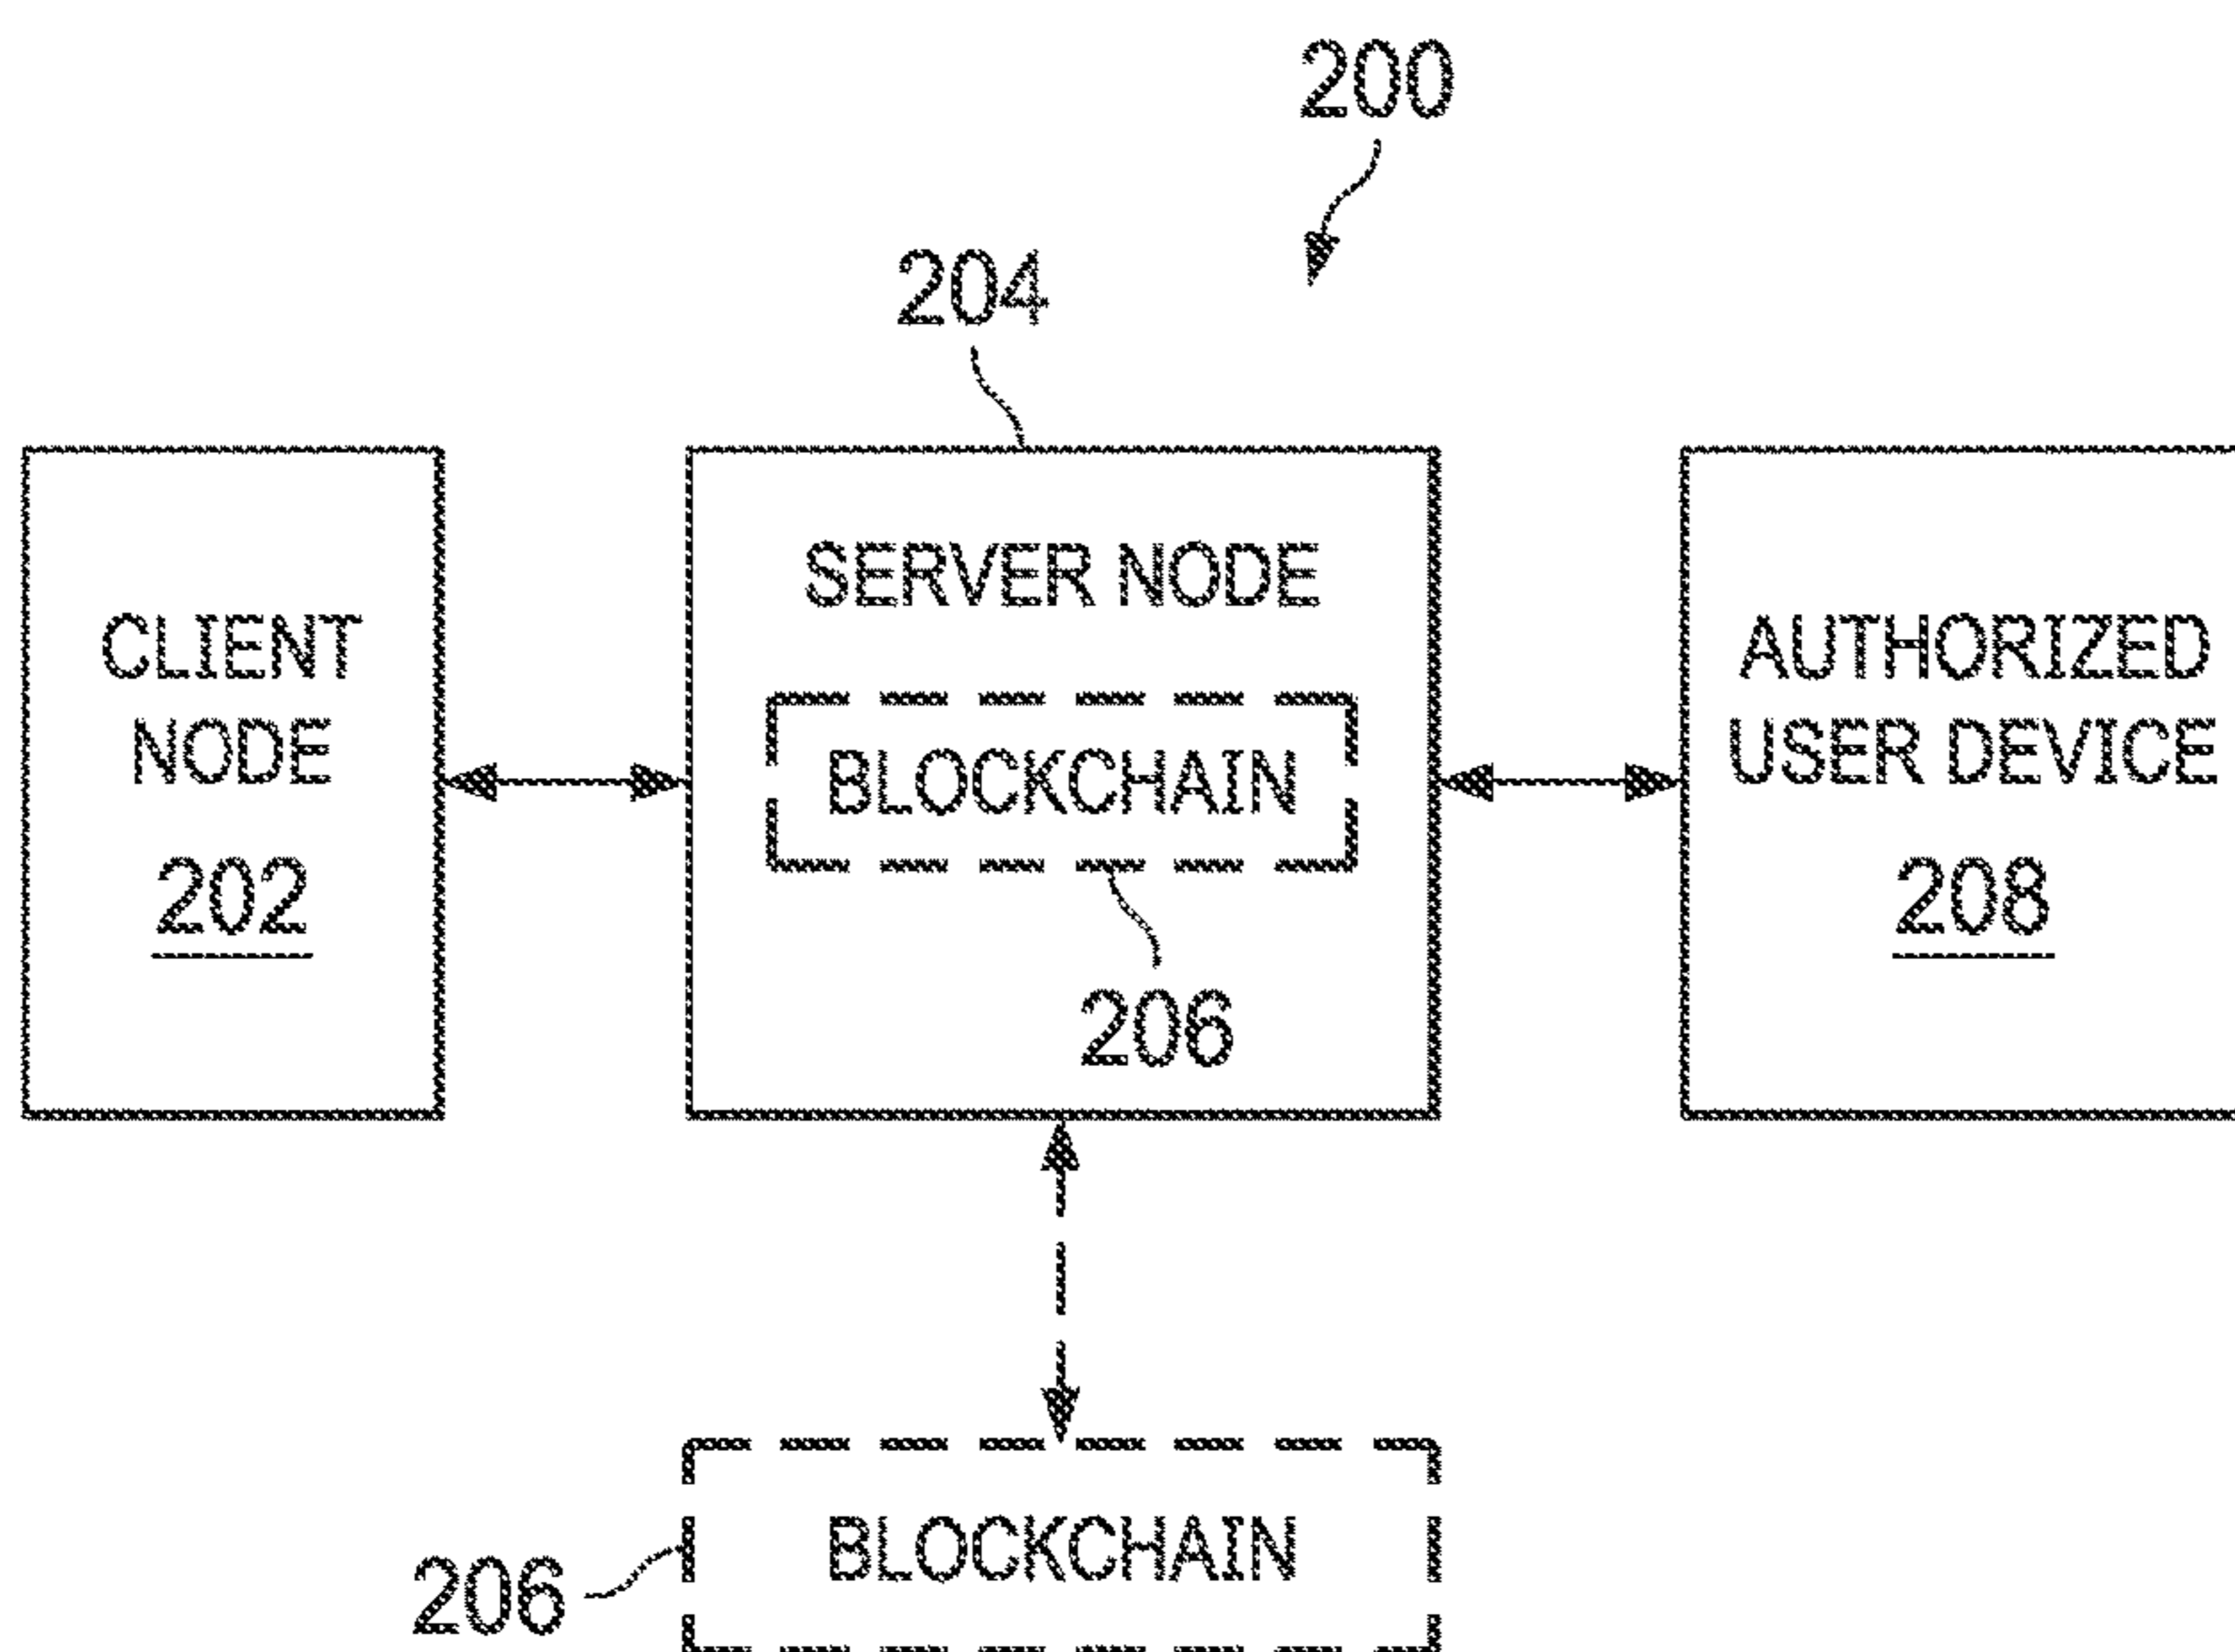 200
204
CLIENT
NODE
202
SERVER NODE
BLOCKCHAIN
206
AUTHORIZED
USER DEVICE
208
BLOCKCHAIN
206